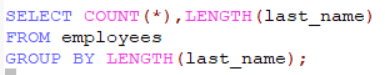 SELECT COUNT(*),LENGTH(last_name)
FROM employees
GROUP BY LENGTH(last_name);